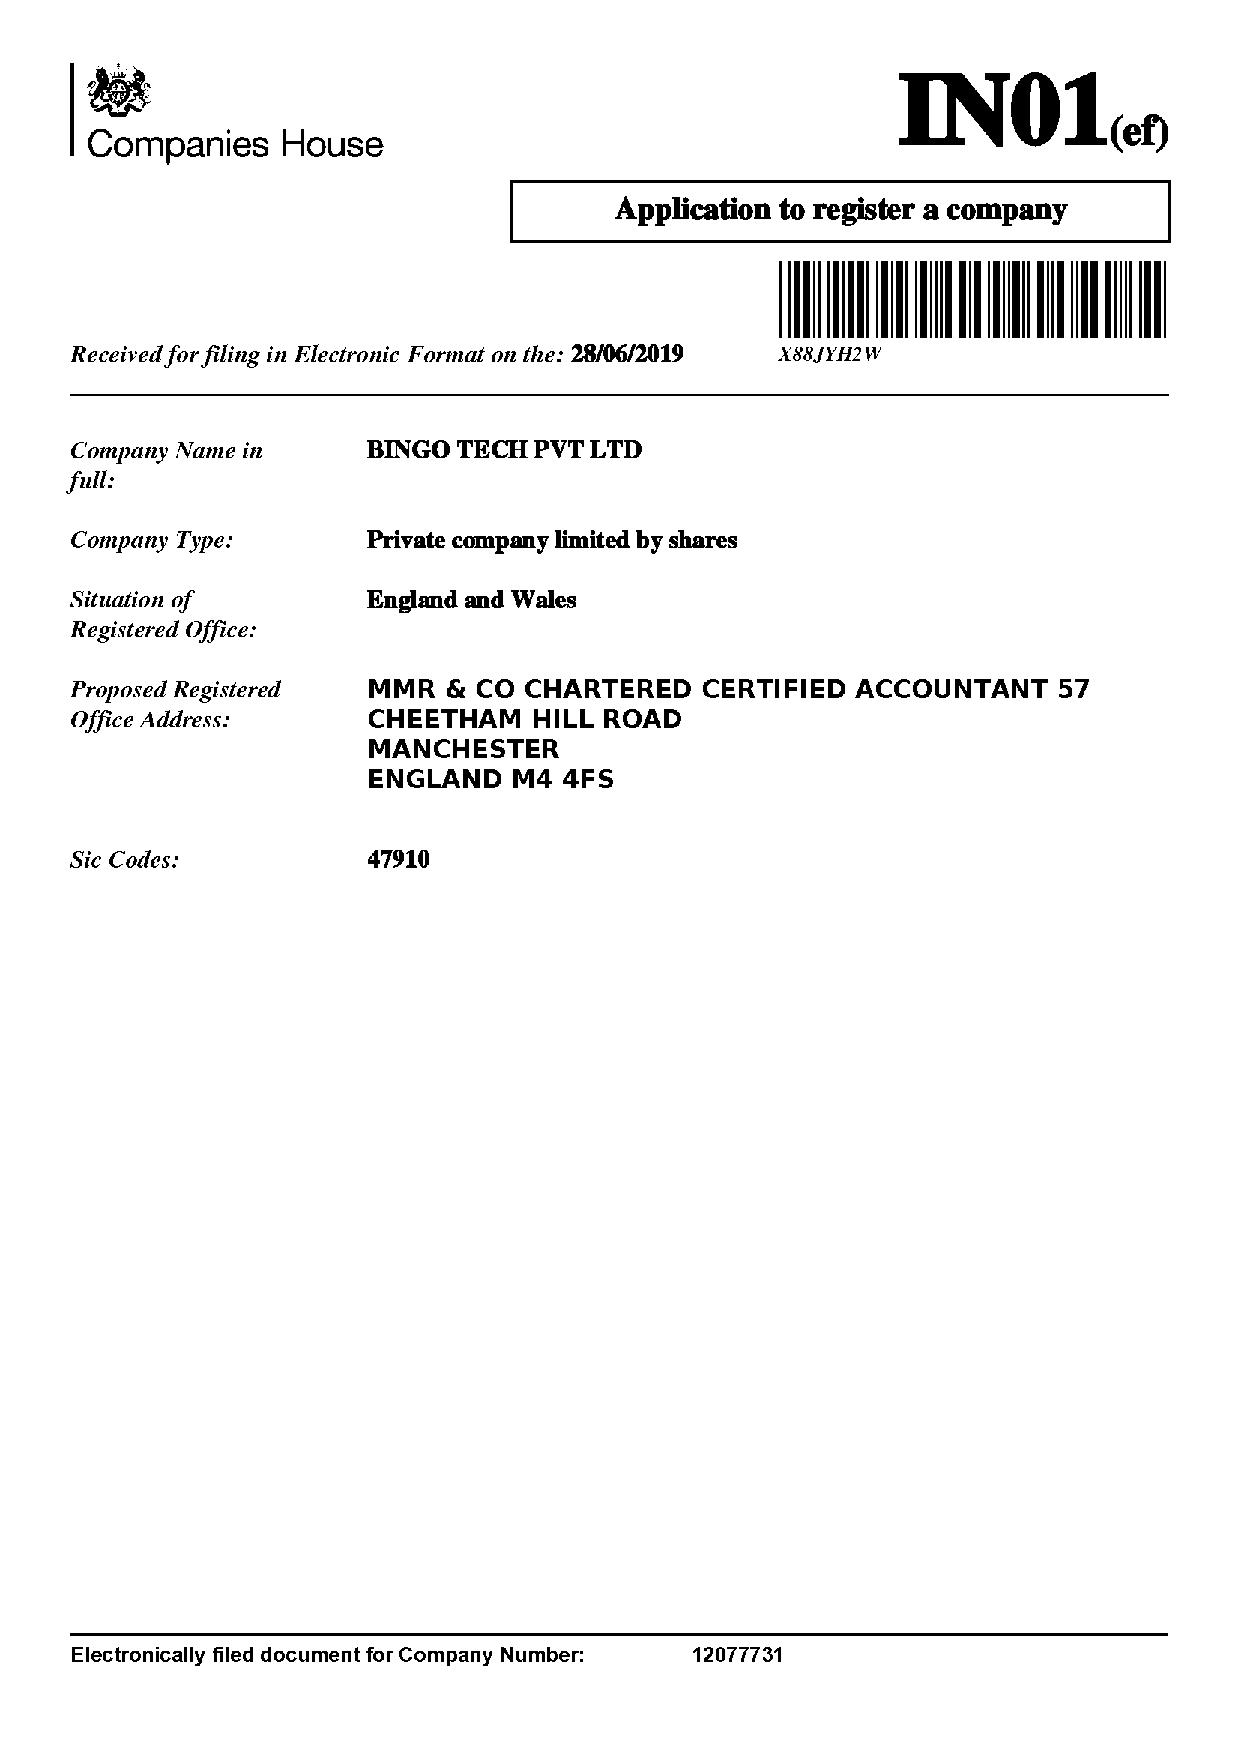 Companies House
IN01(ef)
Application to register a company
Received for filing in Electronic Format on the: 28/06/2019
X88JYH2W
Company Name in full:
BINGO TECH PVT LTD
Company Type:
Private company limited by shares
Situation of Registered Office:
England and Wales
Proposed Registered Office Address:
MMR & CO CHARTERED CERTIFIED ACCOUNTANT 57
CHEETHAM HILL ROAD
MANCHESTER
ENGLAND M4 4FS
Sic Codes:
47910
Electronically filed document for Company Number:
12077731